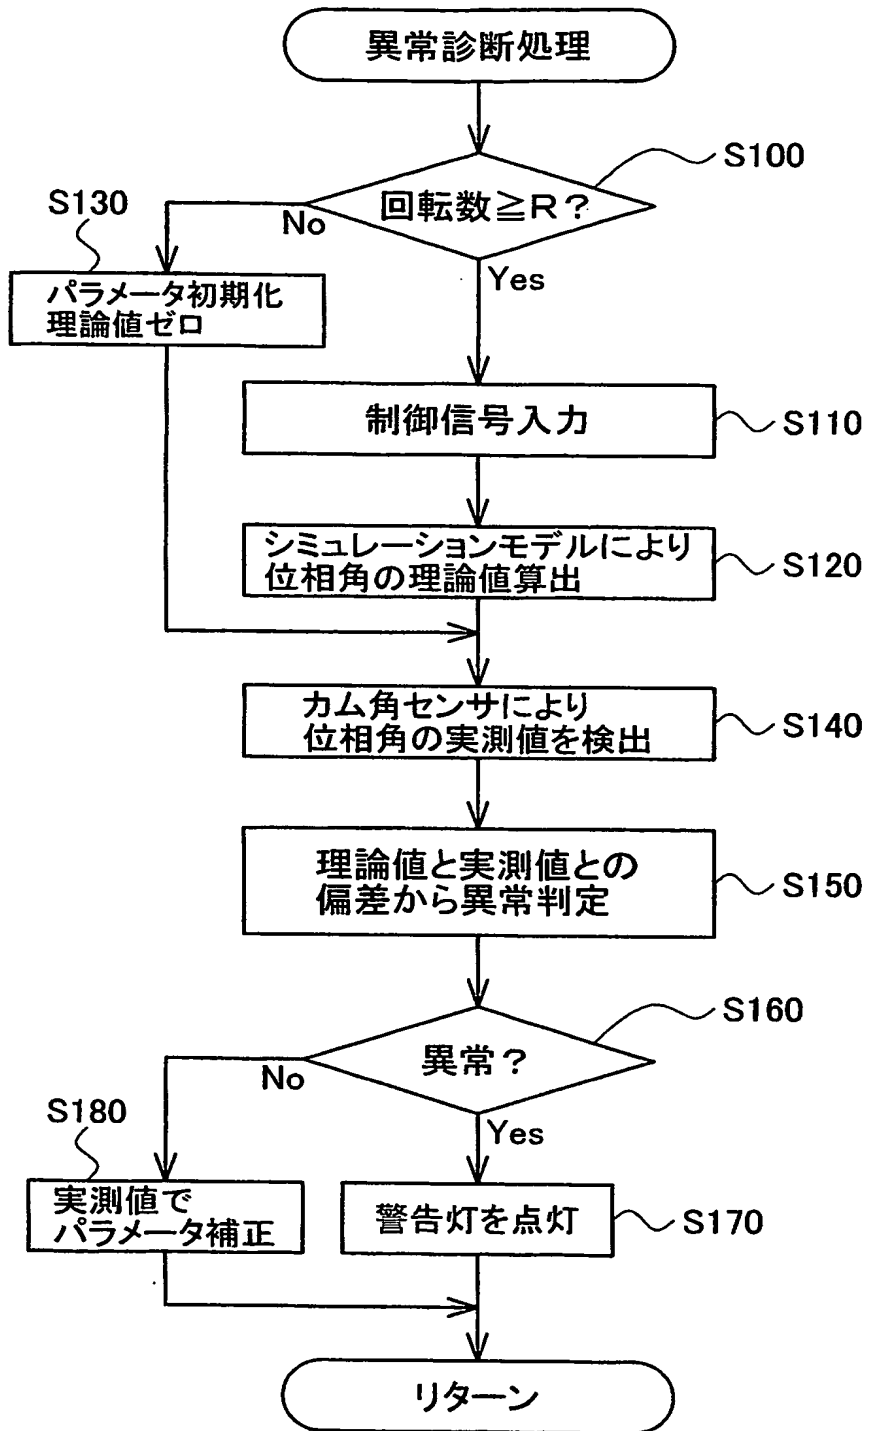 異常診断処理
S100
回転数≧R?
No
Yes
S130
パラメータ初期化
理論値ゼロ
制御信号入力
S110
シミュレーションモデルにより
位相角の理論値算出
S120
カム角センサにより
位相角の実測値を検出
S140
理論値と実測値との
偏差から異常判定
S150
S160
異常?
No
Yes
S180
実測値で
パラメータ補正
警告灯を点灯
S170
リターン